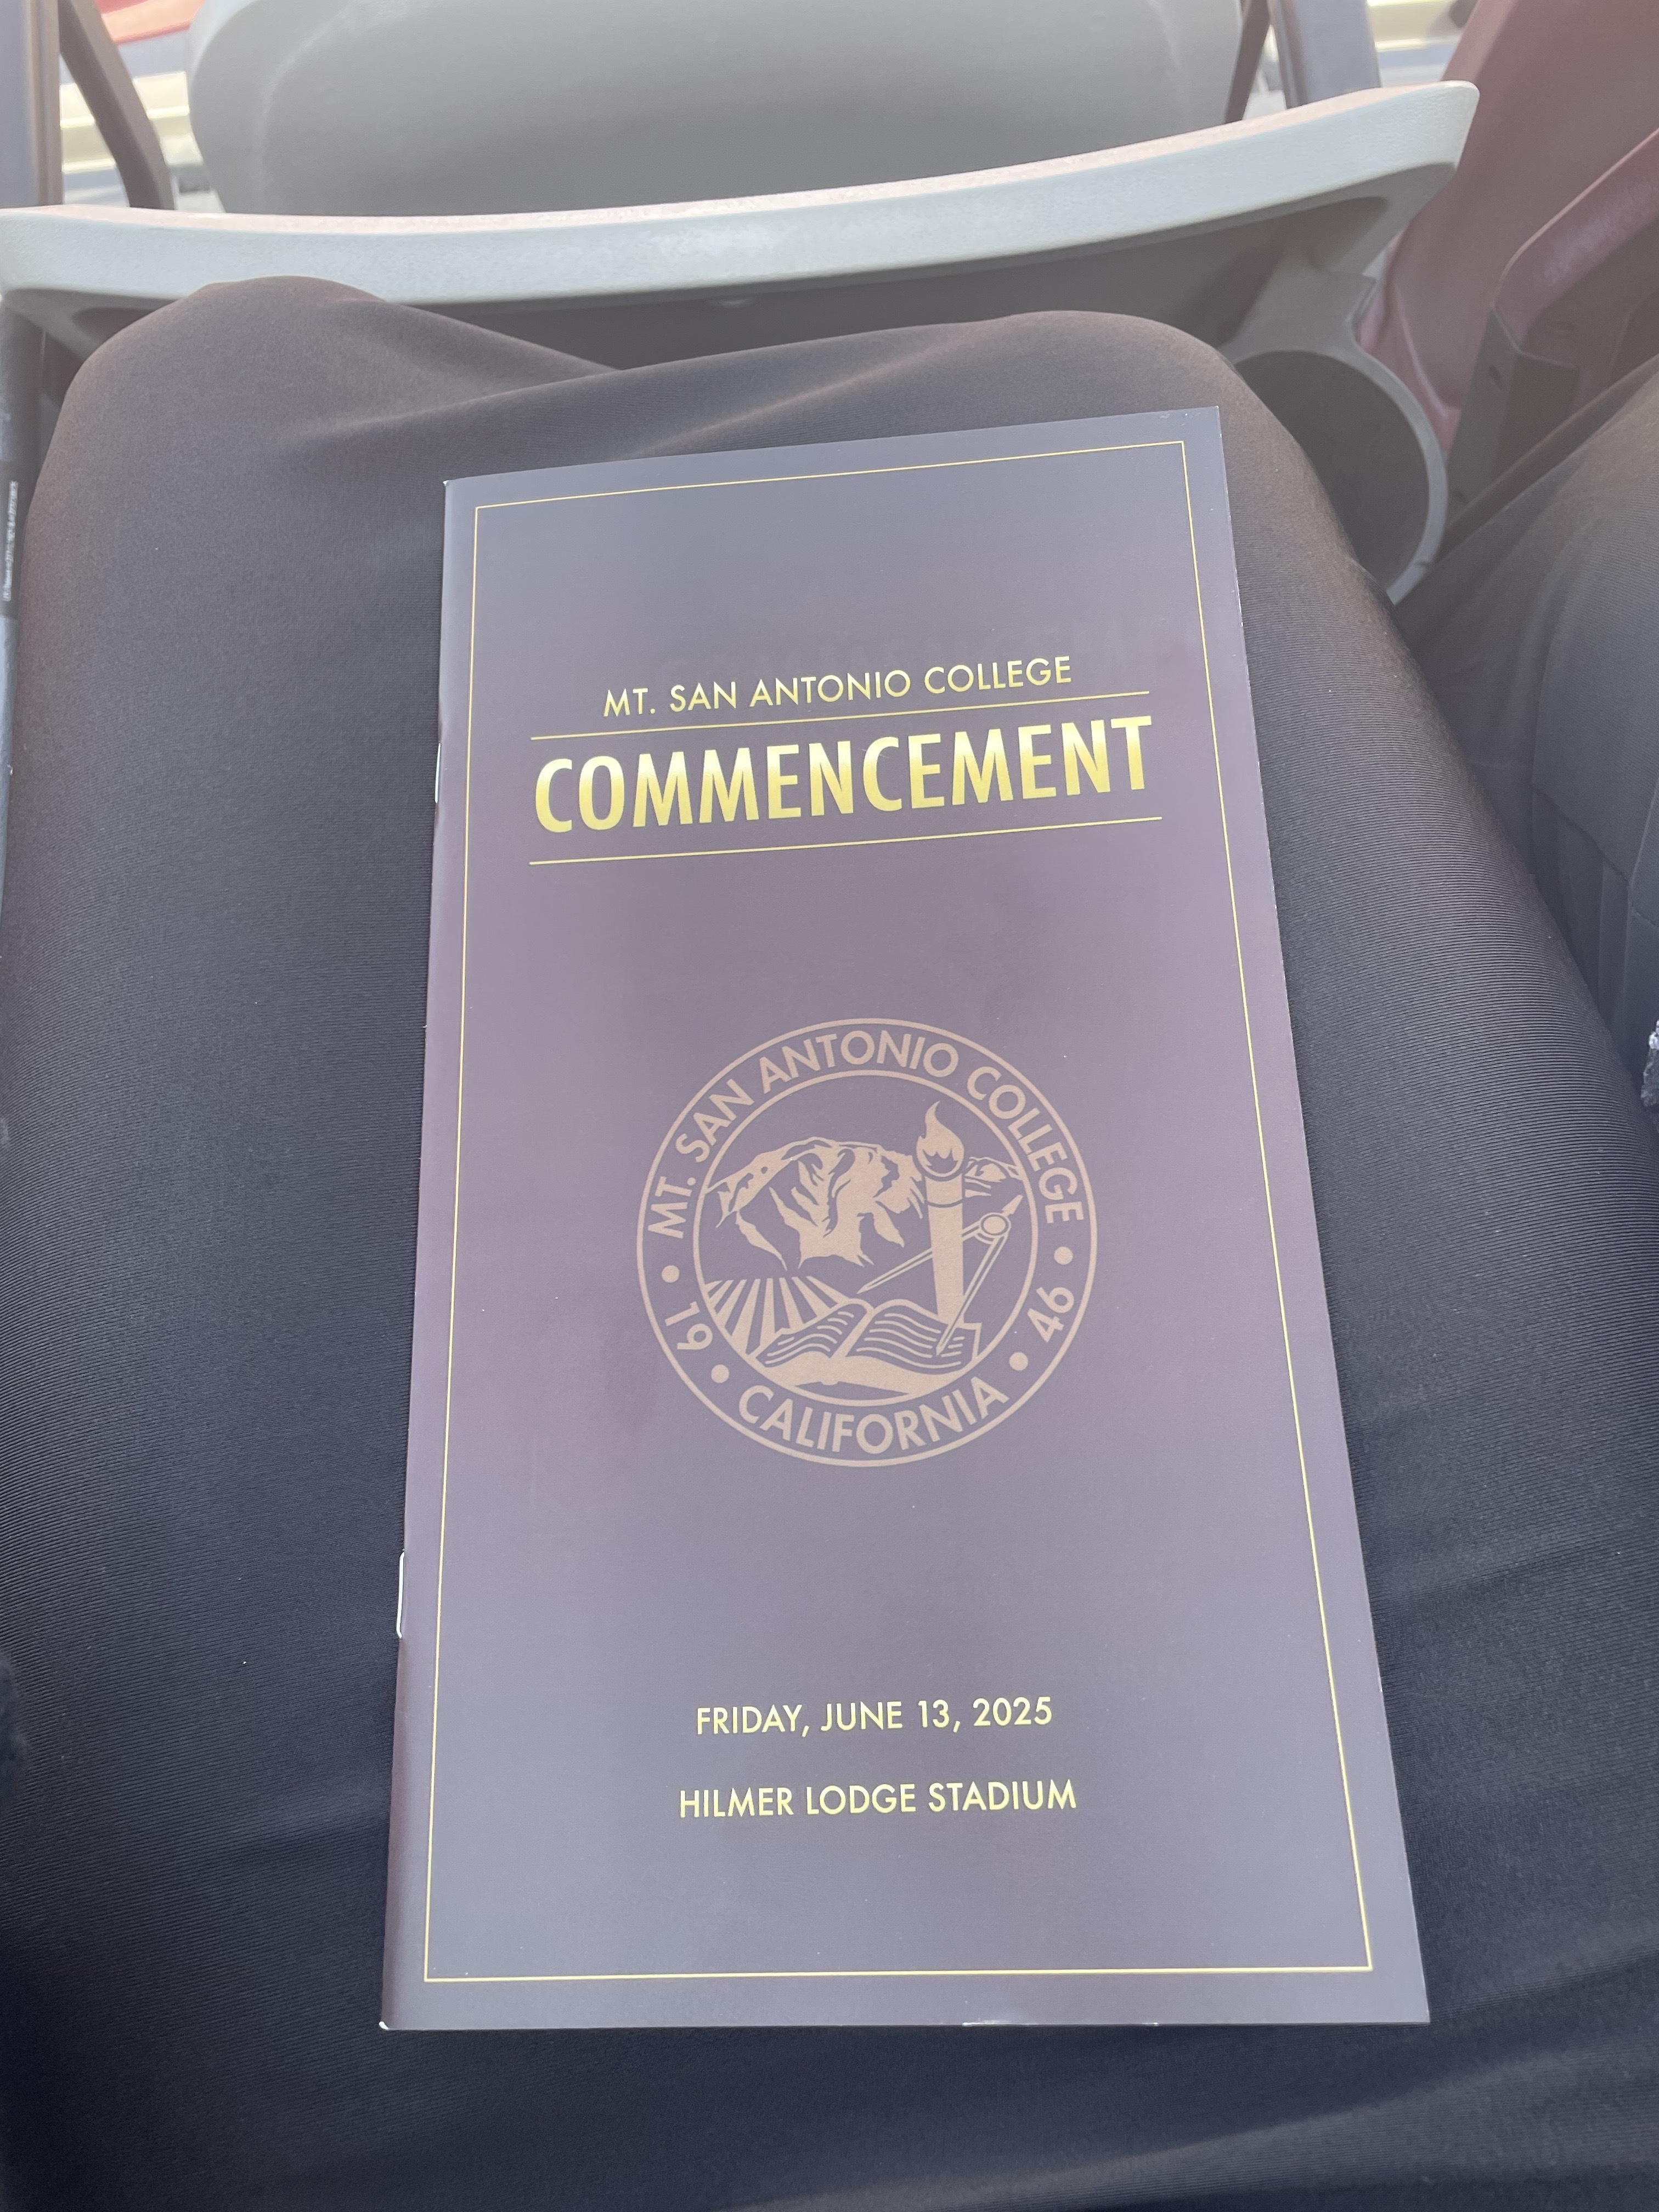 MT. SAN ANTONIO COLLEGE
COMMENCEMENT
MT. SAN ANTONIO COLLEGE
19 46
CALIFORNIA
FRIDAY, JUNE 13, 2025
HILMER LODGE STADIUM